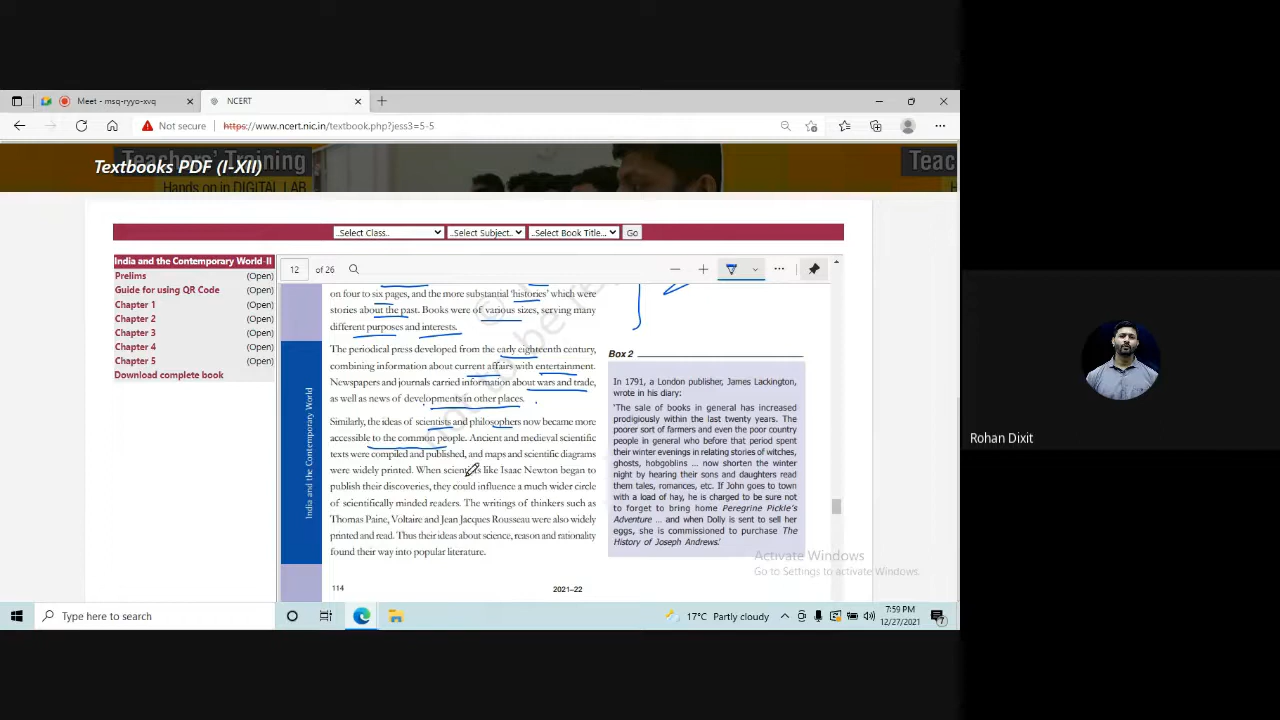 Meet - msq-ryyo-xvq
NCERT
Not secure
https://www.ncert.nic.in/textbook.php?jess3=5-5
Teachers' Training
Hands on in DIGITAL LAB
Teac
Han
Textbooks PDF (I-XII)
..Select Class..
..Select Subject..
..Select Book Title...
Go
India and the Contemporary World-II
Prelims (Open)
Guide for using QR Code (Open)
Chapter 1 (Open)
Chapter 2 (Open)
Chapter 3 (Open)
Chapter 4 (Open)
Chapter 5 (Open)
Download complete book
12 of 26
on four to six pages, and the more substantial 'histories' which were
stories about the past. Books were of various sizes, serving many
different purposes and interests.
The periodical press developed from the early eighteenth century,
combining information about current affairs with entertainment.
Newspapers and journals carried information about wars and trade,
as well as news of developments in other places.
Similarly, the ideas of scientists and philosophers now became more
accessible to the common people. Ancient and medieval scientific
texts were compiled and published, and maps and scientific diagrams
were widely printed. When scientists like Isaac Newton began to
publish their discoveries, they could influence a much wider circle
of scientifically minded readers. The writings of thinkers such as
Thomas Paine, Voltaire and Jean Jacques Rousseau were also widely
printed and read. Thus their ideas about science, reason and rationality
found their way into popular literature.
India and the Contemporary World
114
2021–22
Box 2
In 1791, a London publisher, James Lackington,
wrote in his diary:
'The sale of books in general has increased
prodigiously within the last twenty years. The
poorer sort of farmers and even the poor country
people in general who before that period spent
their winter evenings in relating stories of witches,
ghosts, hobgoblins ... now shorten the winter
night by hearing their sons and daughters read
them tales, romances, etc. If John goes to town
with a load of hay, he is charged to be sure not
to forget to bring home Peregrine Pickle's
Adventure ... and when Dolly is sent to sell her
eggs, she is commissioned to purchase The
History of Joseph Andrews.'
Activate Windows
Go to Settings to activate Windows.
Rohan Dixit
Type here to search
17°C Partly cloudy
7:59 PM
12/27/2021
7